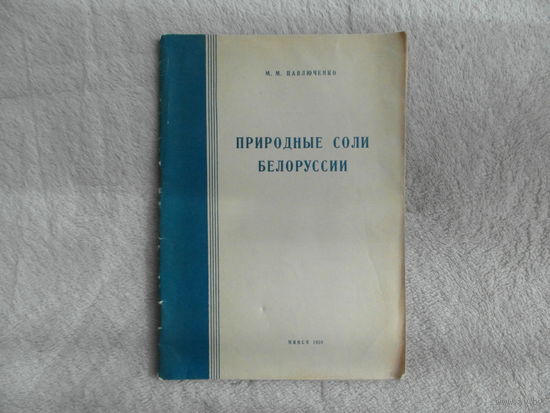 М. М. ПАВЛЮЧЕНКО
ПРИРОДНЫЕ СОЛИ
БЕЛОРУССИИ
МИНСК